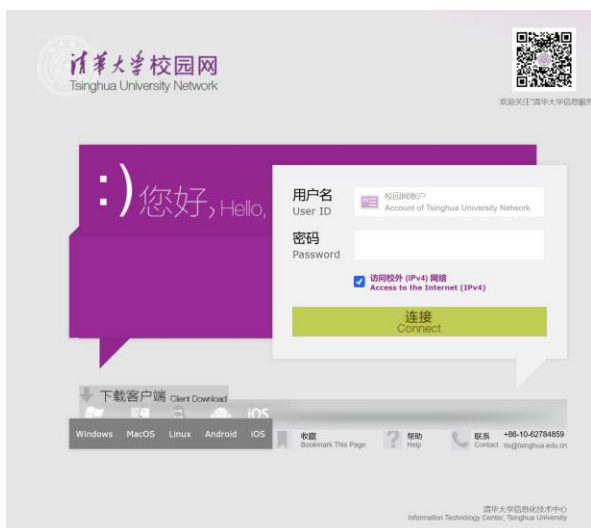 清华大学校园网
Tsinghua University Network
欢迎关注"清华大学信息服务
:)您好, Hello,
用户名
User ID
校园网账户
Account of Tsinghua University Network
密码
Password
访问校外 (IPv4) 网络
Access to the Internet (IPv4)
连接
Connect
下载客户端 Client Download
iOS
Windows MacOS Linux Android iOS
收藏
Bookmark This Page
帮助
Help
联系
Contact
+86-10-62784859
its@tsinghua.edu.cn
清华大学信息化技术中心
Information Technology Center, Tsinghua University